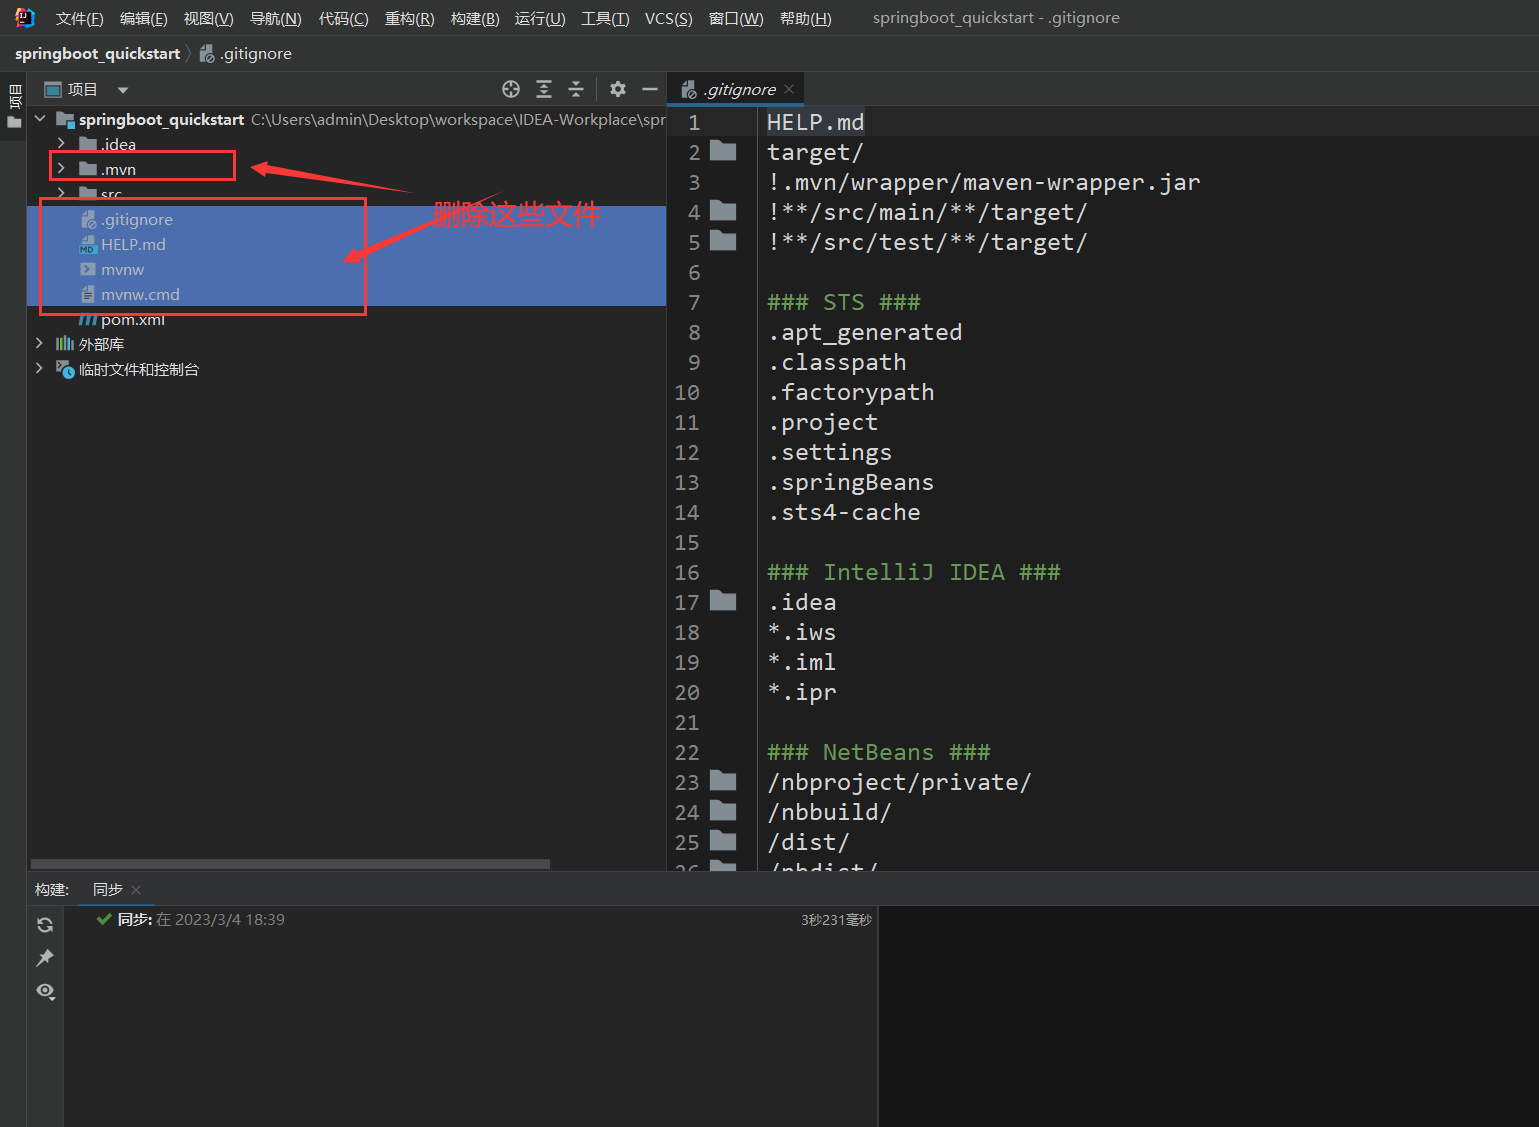 文件(F) 编辑(E) 视图(V) 导航(N) 代码(C) 重构(R) 构建(B) 运行(U) 工具(T) VCS(S) 窗口(W) 帮助(H) springboot_quickstart - .gitignore
springboot_quickstart .gitignore
项目
项目
.gitignore
springboot_quickstart C:\Users\admin\Desktop\workspace\IDEA-Workplace\spr
.idea
.mvn
src
.gitignore
HELP.md
mvnw
mvnw.cmd
pom.xml
外部库
临时文件和控制台
删除这些文件
1 HELP.md
2 target/
3 !.mvn/wrapper/maven-wrapper.jar
4 !**/src/main/**/target/
5 !**/src/test/**/target/
6
7 ### STS ###
8 .apt_generated
9 .classpath
10 .factorypath
11 .project
12 .settings
13 .springBeans
14 .sts4-cache
15
16 ### IntelliJ IDEA ###
17 .idea
18 *.iws
19 *.iml
20 *.ipr
21
22 ### NetBeans ###
23 /nbproject/private/
24 /nbbuild/
25 /dist/
26 /nbdist/
构建: 同步
同步: 在 2023/3/4 18:39 3秒231毫秒